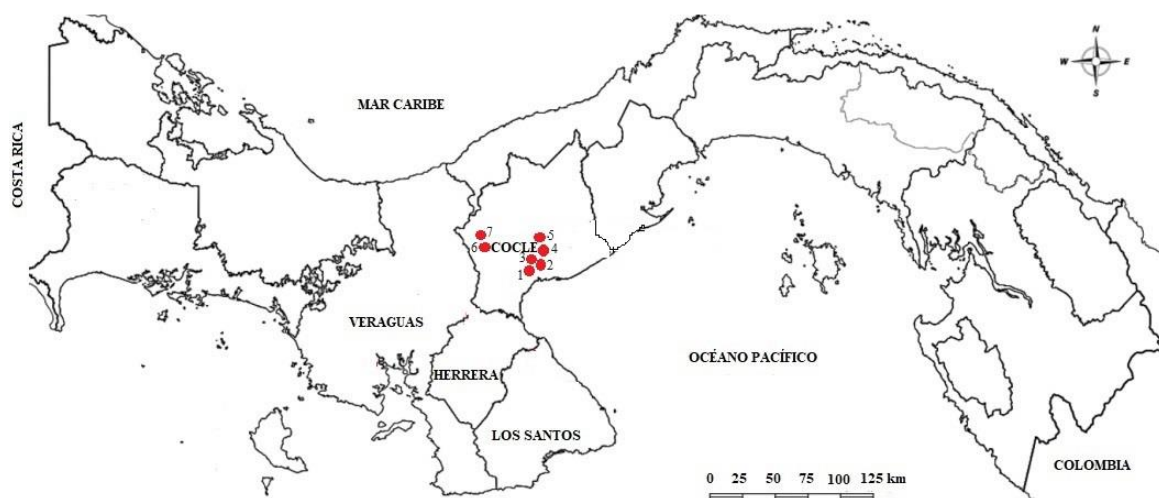 N
W E
S
MAR CARIBE
COSTA RICA
7
5
6 COCLE 4
3
2
1
VERAGUAS
OCÉANO PACÍFICO
HERRERA
LOS SANTOS
COLOMBIA
0 25 50 75 100 125 km